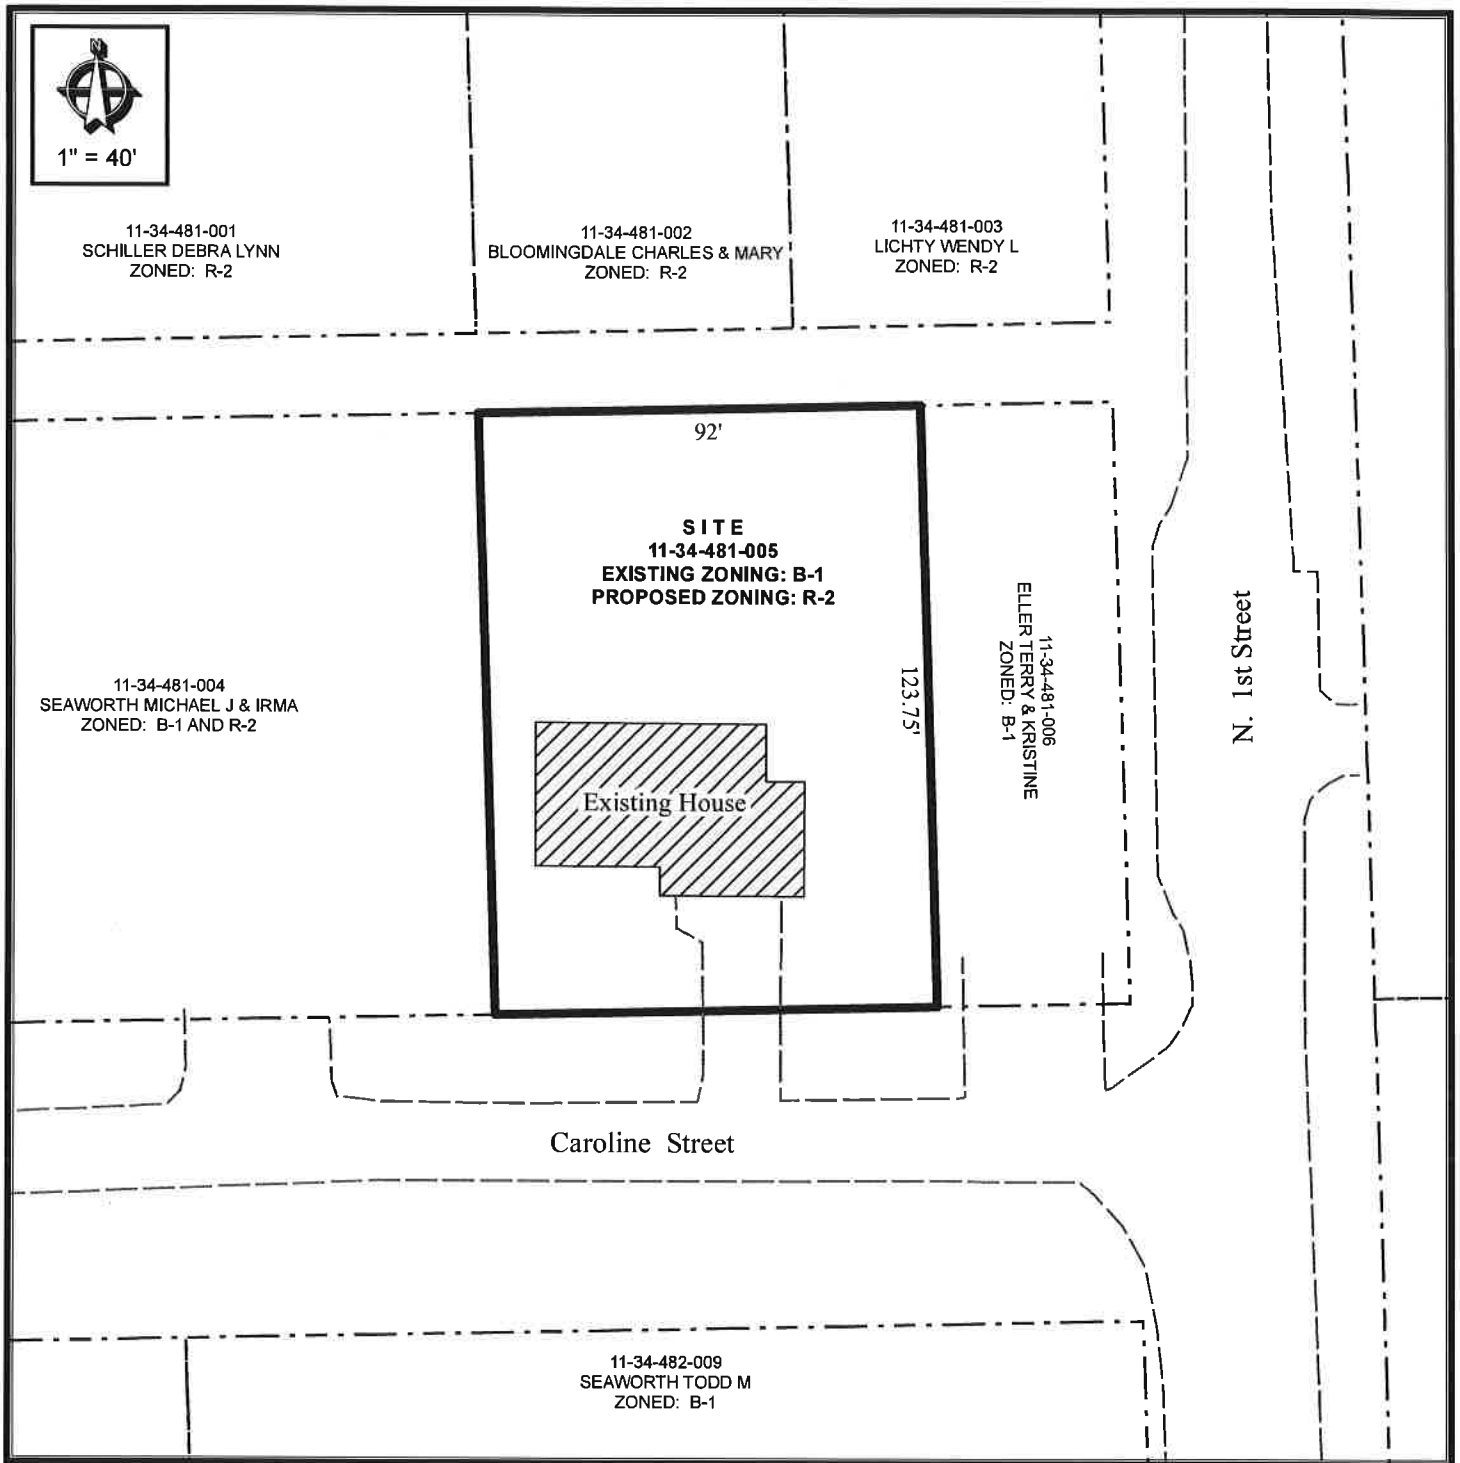 N
1" = 40'
11-34-481-001
SCHILLER DEBRA LYNN
ZONED: R-2
11-34-481-002
BLOOMINGDALE CHARLES & MARY
ZONED: R-2
11-34-481-003
LICHTY WENDY L
ZONED: R-2
92'
SITE
11-34-481-005
EXISTING ZONING: B-1
PROPOSED ZONING: R-2
123.75'
11-34-481-006
ELLER TERRY & KRISTINE
ZONED: B-1
N. 1st Street
11-34-481-004
SEAWORTH MICHAEL J & IRMA
ZONED: B-1 AND R-2
Existing House
Caroline Street
11-34-482-009
SEAWORTH TODD M
ZONED: B-1